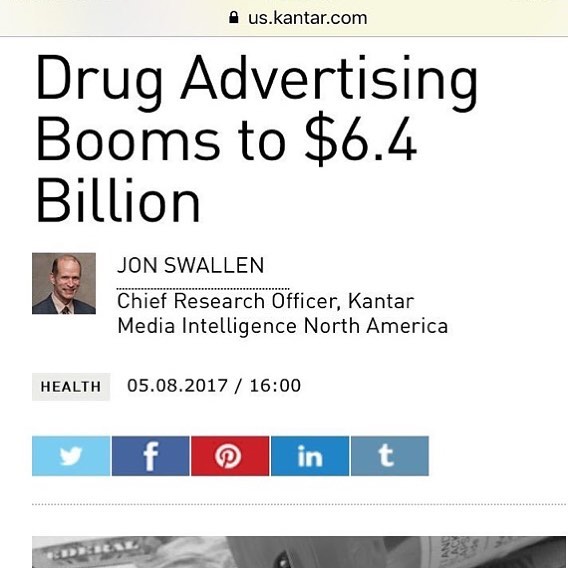 us.kantar.com
Drug Advertising
Booms to $6.4
Billion
JON SWALLEN
Chief Research Officer, Kantar
Media Intelligence North America
HEALTH 05.08.2017 / 16:00
f in t
FEDERAL